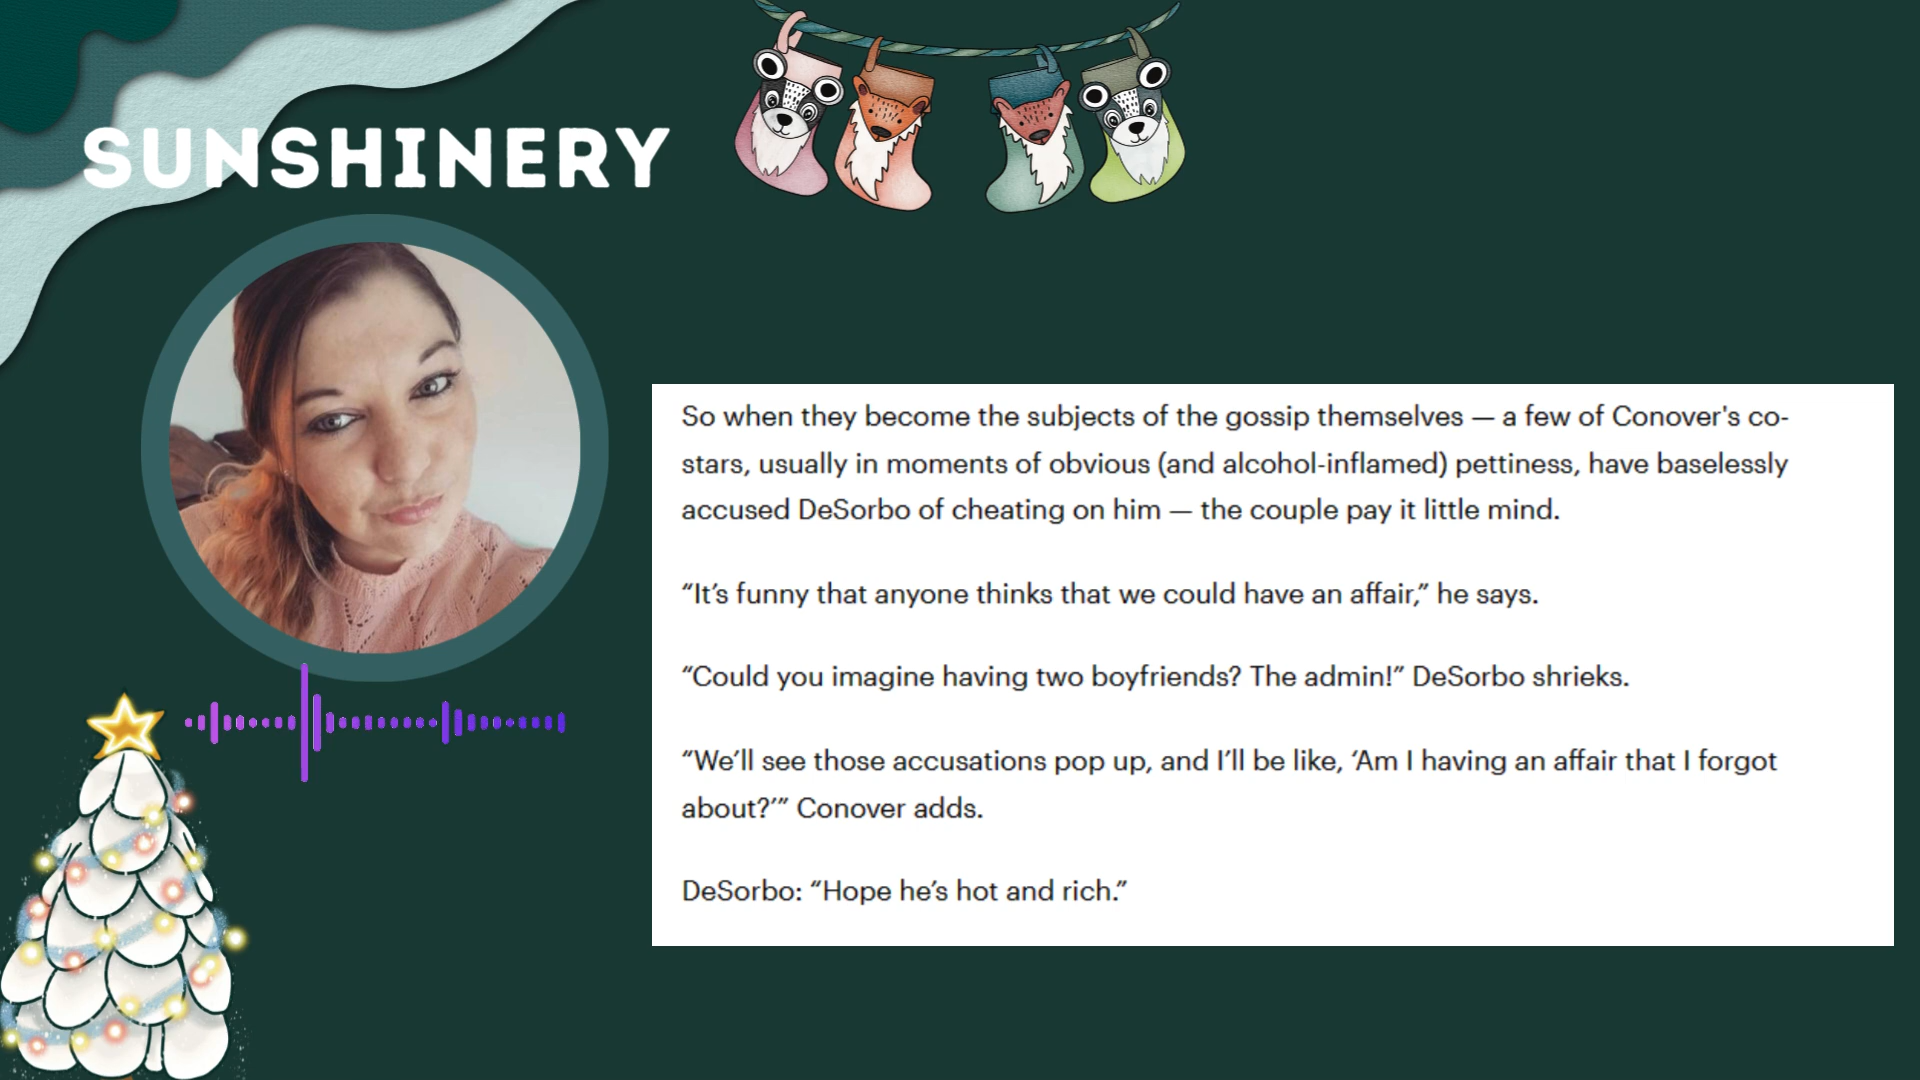 SUNSHINERY
So when they become the subjects of the gossip themselves — a few of Conover's co-
stars, usually in moments of obvious (and alcohol-inflamed) pettiness, have baselessly
accused DeSorbo of cheating on him — the couple pay it little mind.
“It’s funny that anyone thinks that we could have an affair,” he says.
“Could you imagine having two boyfriends? The admin!” DeSorbo shrieks.
“We’ll see those accusations pop up, and I’ll be like, ‘Am I having an affair that I forgot
about?’” Conover adds.
DeSorbo: “Hope he’s hot and rich.”